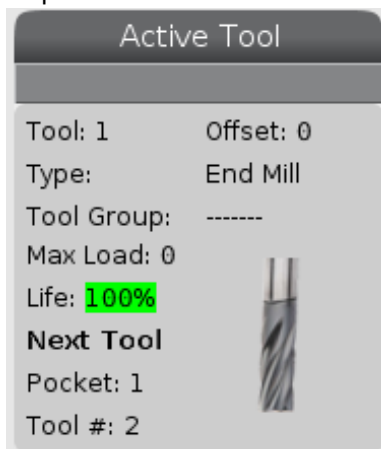 Active Tool
Tool: 1 Offset: 0
Type: End Mill
Tool Group: -------
Max Load: 0
Life: 100%
Next Tool
Pocket: 1
Tool #: 2